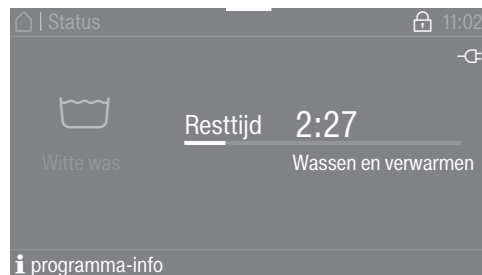 Status 11:02
Resttijd 2:27
Witte was
Wassen en verwarmen
programma-info